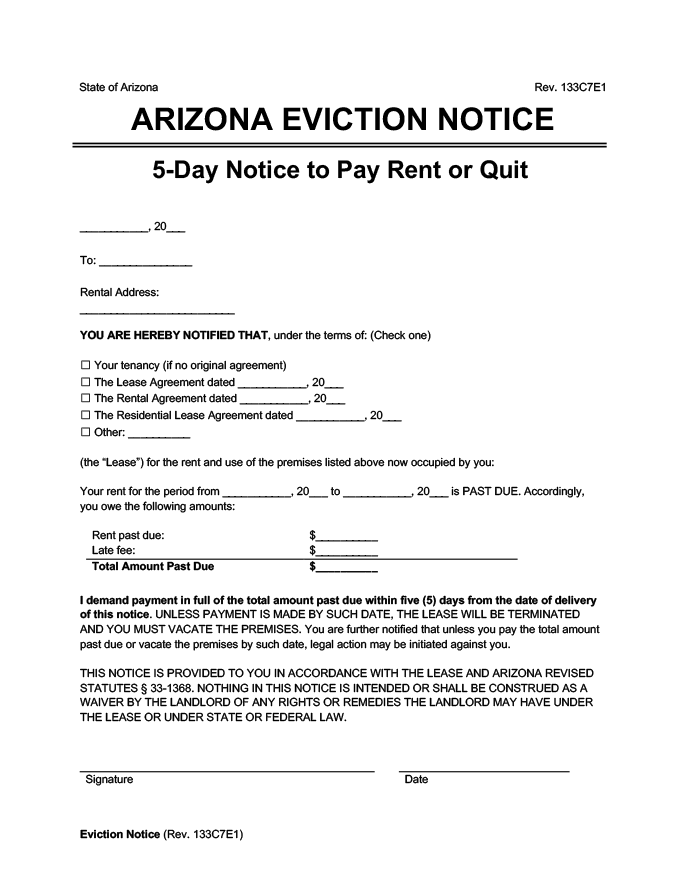 State of Arizona Rev. 133C7E1
ARIZONA EVICTION NOTICE
5-Day Notice to Pay Rent or Quit
___________, 20___
To: _______________
Rental Address:
_________________________
YOU ARE HEREBY NOTIFIED THAT, under the terms of: (Check one)
☐ Your tenancy (if no original agreement)
☐ The Lease Agreement dated ___________, 20___
☐ The Rental Agreement dated ___________, 20___
☐ The Residential Lease Agreement dated ___________, 20___
☐ Other: __________
(the “Lease”) for the rent and use of the premises listed above now occupied by you:
Your rent for the period from ___________, 20___ to ___________, 20___ is PAST DUE. Accordingly,
you owe the following amounts:
Rent past due: $__________
Late fee: $__________
Total Amount Past Due $__________
I demand payment in full of the total amount past due within five (5) days from the date of delivery
of this notice. UNLESS PAYMENT IS MADE BY SUCH DATE, THE LEASE WILL BE TERMINATED
AND YOU MUST VACATE THE PREMISES. You are further notified that unless you pay the total amount
past due or vacate the premises by such date, legal action may be initiated against you.
THIS NOTICE IS PROVIDED TO YOU IN ACCORDANCE WITH THE LEASE AND ARIZONA REVISED
STATUTES § 33-1368. NOTHING IN THIS NOTICE IS INTENDED OR SHALL BE CONSTRUED AS A
WAIVER BY THE LANDLORD OF ANY RIGHTS OR REMEDIES THE LANDLORD MAY HAVE UNDER
THE LEASE OR UNDER STATE OR FEDERAL LAW.
Signature Date
Eviction Notice (Rev. 133C7E1)